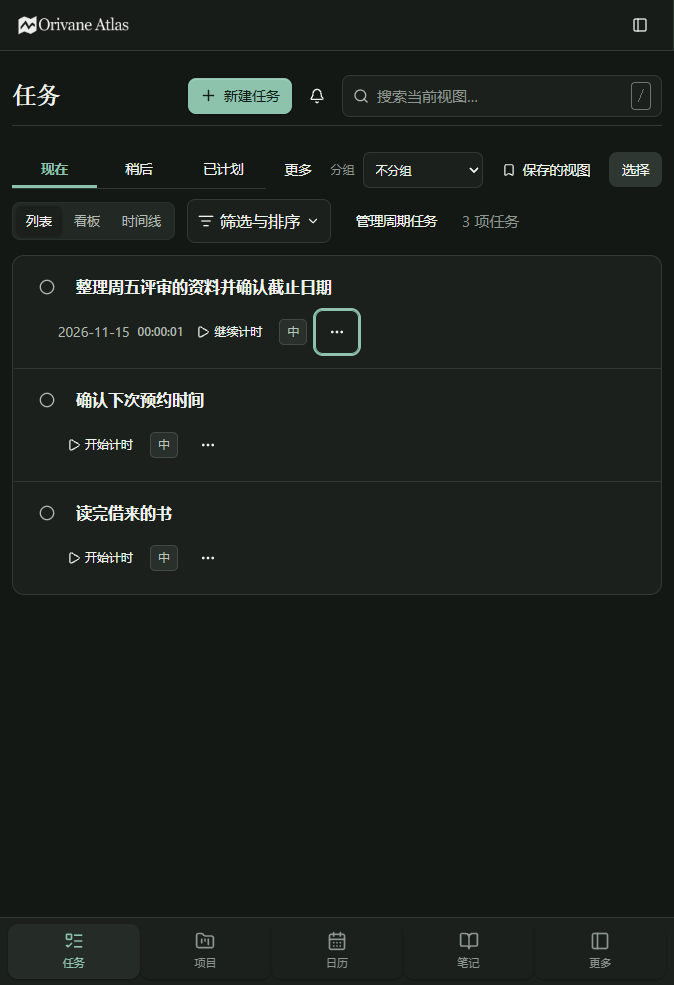 Orivane Atlas
任务
新建任务
搜索当前视图...
/
现在 稍后 已计划 更多 分组 不分组 保存的视图 选择
列表 看板 时间线 筛选与排序 管理周期任务 3 项任务
整理周五评审的资料并确认截止日期
2026-11-15 00:00:01 继续计时 中
确认下次预约时间
开始计时 中
读完借来的书
开始计时 中
任务 项目 日历 笔记 更多